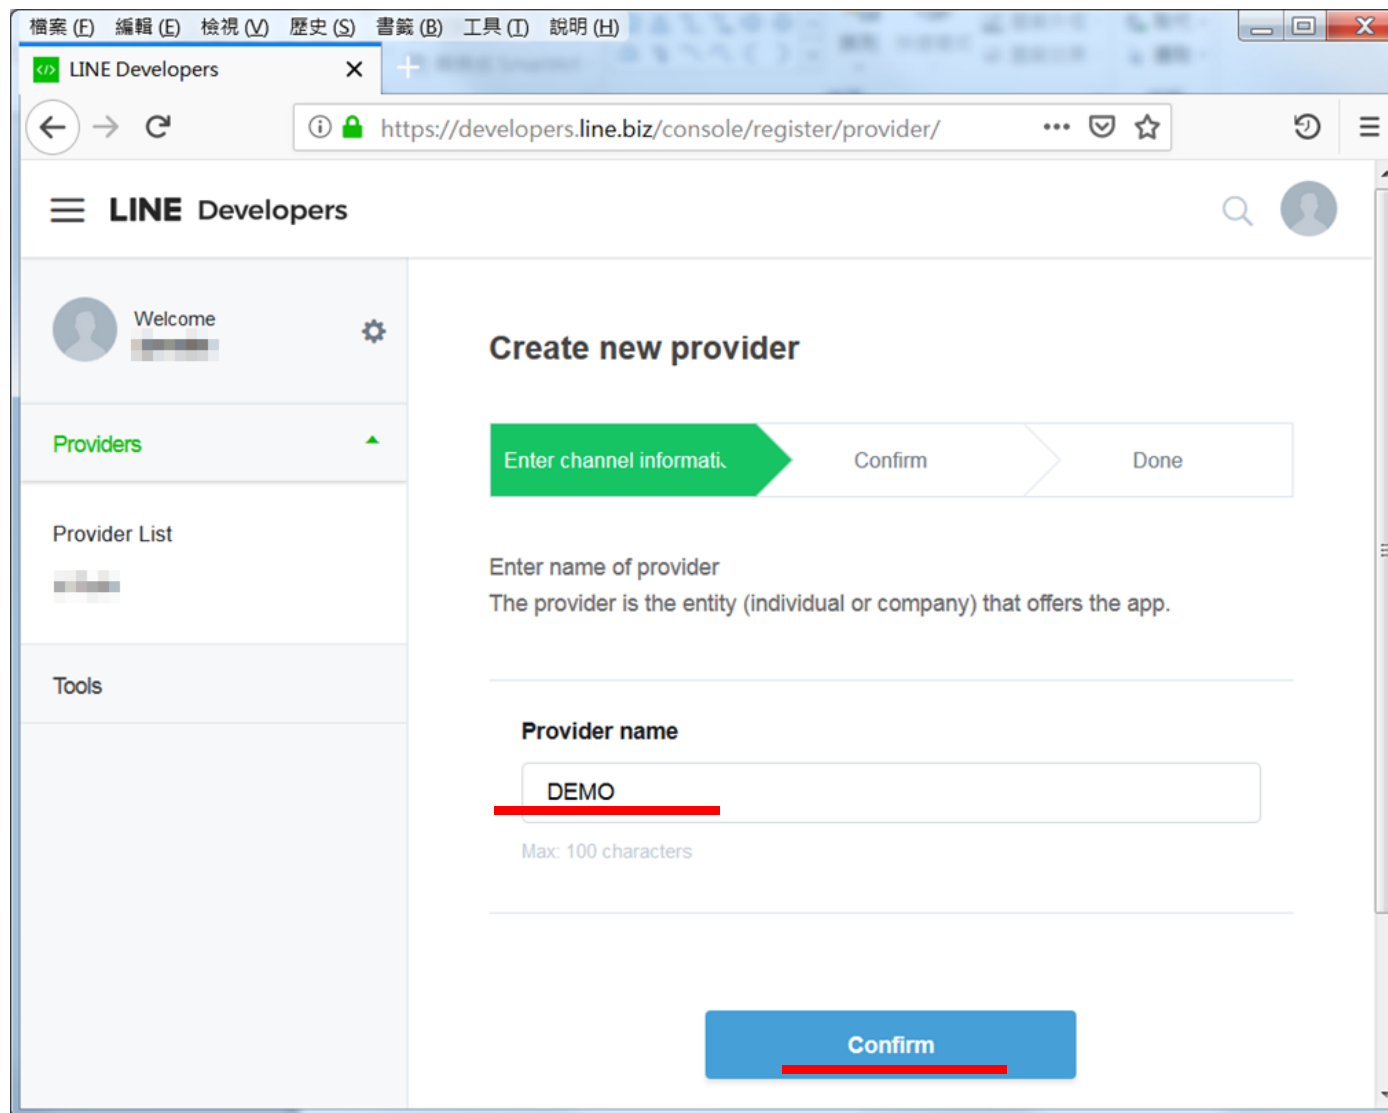 檔案(F) 編輯(E) 檢視(V) 歷史(S) 書籤(B) 工具(T) 說明(H)
LINE Developers
https://developers.line.biz/console/register/provider/
LINE Developers
Welcome
Providers
Provider List
Tools
Create new provider
Enter channel informati
Confirm
Done
Enter name of provider
The provider is the entity (individual or company) that offers the app.
Provider name
DEMO
Max: 100 characters
Confirm